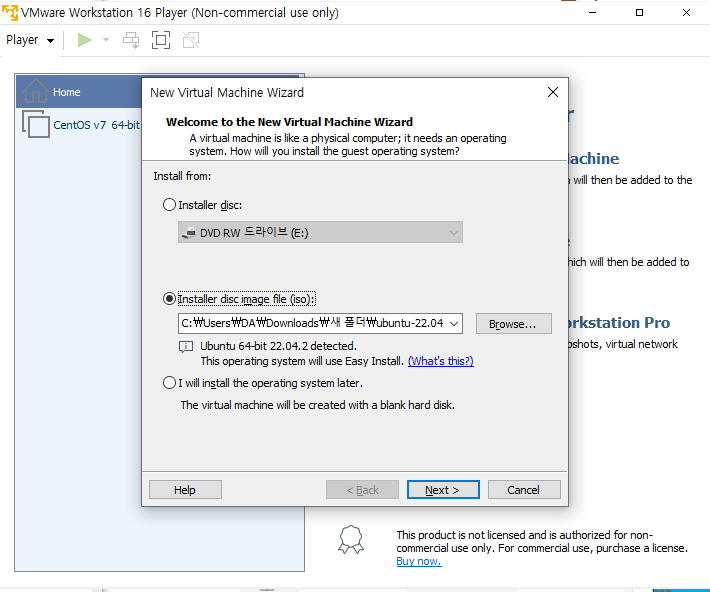 VMware Workstation 16 Player (Non-commercial use only)
Player
Home
CentOS v7 64-bit
New Virtual Machine Wizard
Welcome to the New Virtual Machine Wizard
A virtual machine is like a physical computer; it needs an operating
system. How will you install the guest operating system?
Install from:
Installer disc:
DVD RW 드라이브 (E:)
Installer disc image file (iso):
C:₩Users₩DA₩Downloads₩새 폴더₩ubuntu-22.04
Browse...
Ubuntu 64-bit 22.04.2 detected.
This operating system will use Easy Install. (What's this?)
I will install the operating system later.
The virtual machine will be created with a blank hard disk.
Help
< Back
Next >
Cancel
will then be added to the
which will then be added to
Workstation Pro
pshots, virtual network
This product is not licensed and is authorized for non-
commercial use only. For commercial use, purchase a license.
Buy now.